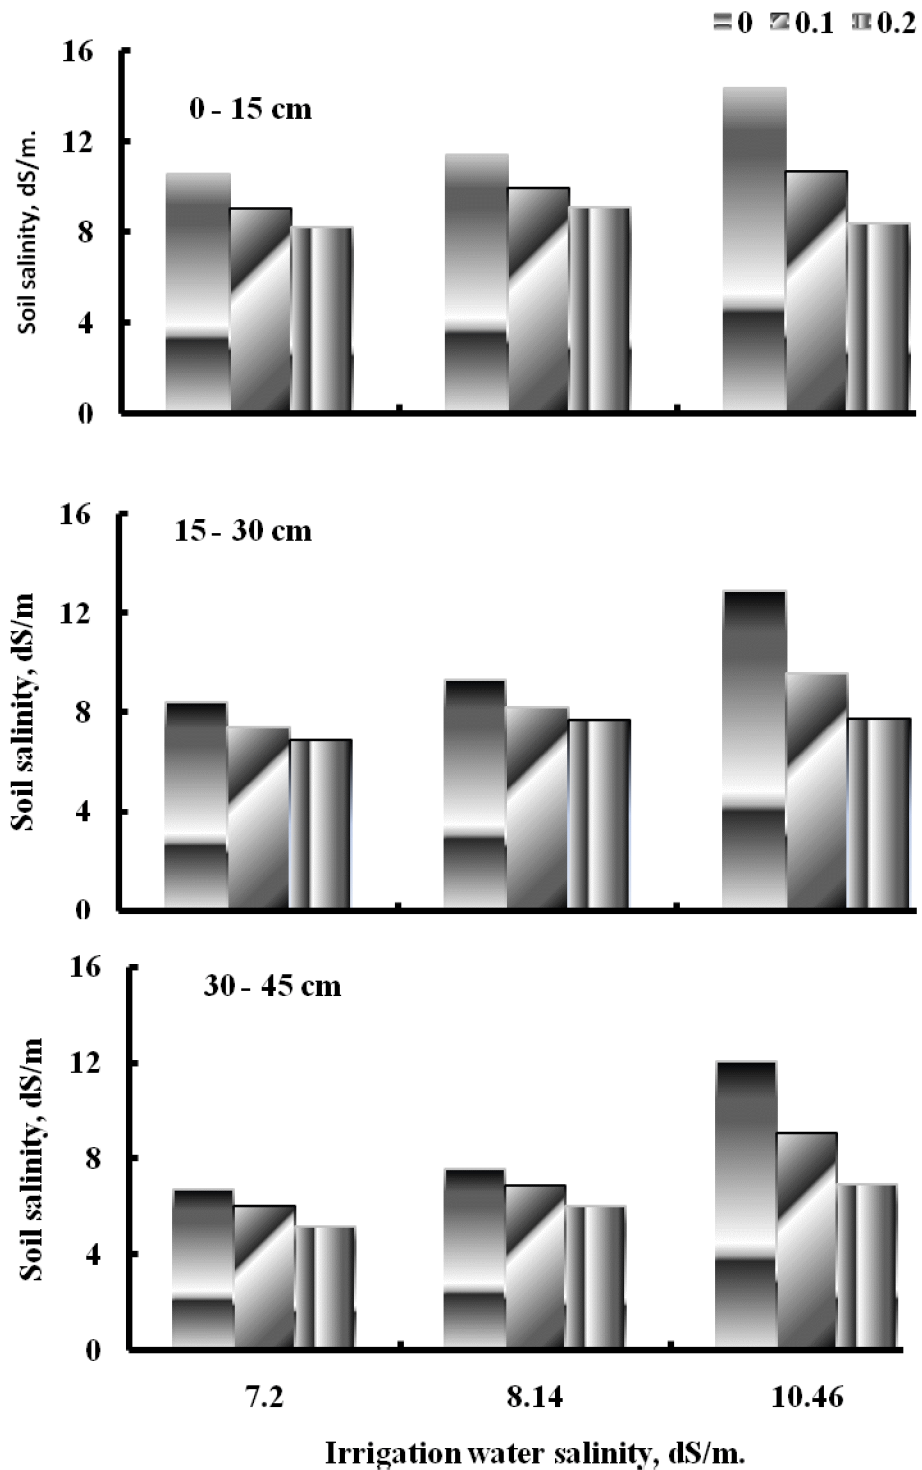 0 0.1 0.2
16
0 - 15 cm
12
8
4
0
Soil salinity, dS/m.
16
15 - 30 cm
12
8
4
0
Soil salinity, dS/m
16
30 - 45 cm
12
8
4
0
Soil salinity, dS/m
7.2 8.14 10.46
Irrigation water salinity, dS/m.